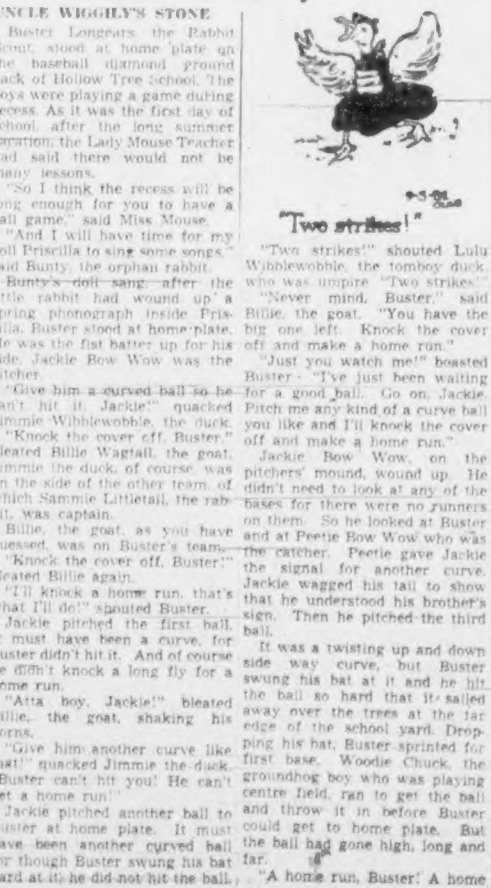 NCLE WIGGILY'S STONE
Buster Longears, the Rabbit
cout, stood at home plate on
he baseball diamond ground
ack of Hollow Tree School. The
oys were playing a game during
ecess. As it was the first day of
chool, after the long summer
acation, the Lady Mouse Teacher
ad said there would not be
any lessons.
"So I think the recess will be
ong enough for you to have a
all game," said Miss Mouse.
"And I will have time for my
oll Priscilla to sing some songs,"
aid Bunty, the orphan rabbit.
Bunty's doll sang, after the
ttle rabbit had wound up a
pring phonograph inside Pris-
illa. Buster stood at home plate.
e was the fist batter up for his
ide. Jackie Bow Wow was the
itcher.
"Give him a curved ball so he
an't hit it, Jackie!" quacked
immie Wibblewobble, the duck.
"Knock the cover off, Buster,"
leated Billie Wagtail, the goat.
immie the duck, of course, was
n the side of the other team, of
hich Sammie Littletail, the rab-
it, was captain.
Billie, the goat, as you have
uessed, was on Buster's team.
"Knock the cover off, Buster!"
leated Billie again.
"I'll knock a home run, that's
hat I'll do!" shouted Buster.
Jackie pitched the first ball.
t must have been a curve, for
uster didn't hit it. And of course
e didn't knock a long fly for a
ome run.
"Atta boy, Jackie!" bleated
illie, the goat, shaking his
orns.
"Give him another curve like
hat!" quacked Jimmie the duck.
"Buster can't hit you! He can't
et a home run!"
Jackie pitched another ball to
uster at home plate. It must
ave been another curved ball
or though Buster swung his bat
ard at it, he did not hit the ball.
"Two strikes!"
"Two strikes!" shouted Lulu
Wibblewobble, the tomboy duck,
who was umpire "Two strikes!"
"Never mind, Buster," said
Billie, the goat. "You have the
big one left. Knock the cover
off and make a home run."
"Just you watch me!" boasted
Buster. "I've just been waiting
for a good ball. Go on, Jackie.
Pitch me any kind of a curve ball
you like and I'll knock the cover
off and make a home run."
Jackie Bow Wow, on the
pitchers' mound, wound up. He
didn't need to look at any of the
bases for there were no runners
on them. So he looked at Buster
and at Peetie Bow Wow who was
the catcher. Peetie gave Jackie
the signal for another curve.
Jackie wagged his tail to show
that he understood his brother's
sign. Then he pitched the third
ball.
It was a twisting up and down
side way curve, but Buster
swung his bat at it and he hit
the ball so hard that it sailed
away over the trees at the far
edge of the school yard. Drop-
ping his bat, Buster sprinted for
first base. Woodie Chuck, the
groundhog boy who was playing
centre field, ran to get the ball
and throw it in before Buster
could get to home plate. But
the ball had gone high, long and
far.
"A home run, Buster! A home